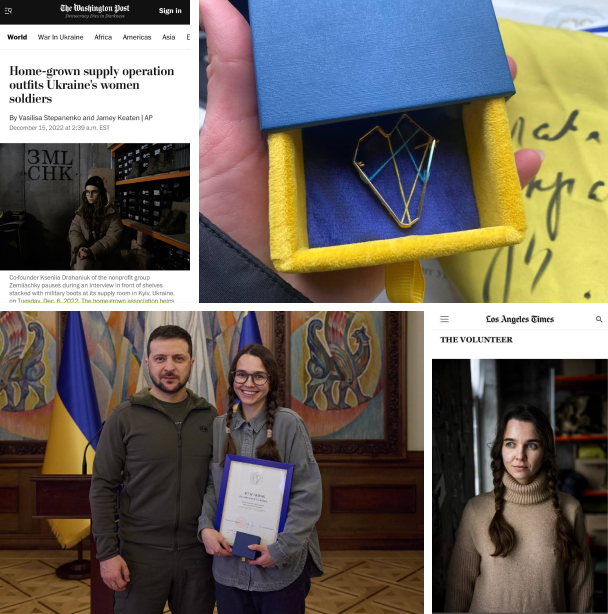 The Washington Post
Democracy Dies in Darkness
Sign in
World
War In Ukraine
Africa
Americas
Asia
E
Home-grown supply operation
outfits Ukraine's women
soldiers
By Vasilisa Stepanenko and Jamey Keaten | AP
December 15, 2022 at 2:39 a.m. EST
ЗМL
CHK
Co-founder Kseniia Drahaniuk of the nonprofit group
Zemliachky pauses during an interview in front of shelves
stacked with military boots at its supply room in Kyiv, Ukraine,
on Tuesday, Dec. 6, 2022. The home-grown association helps
Los Angeles Times
THE VOLUNTEER